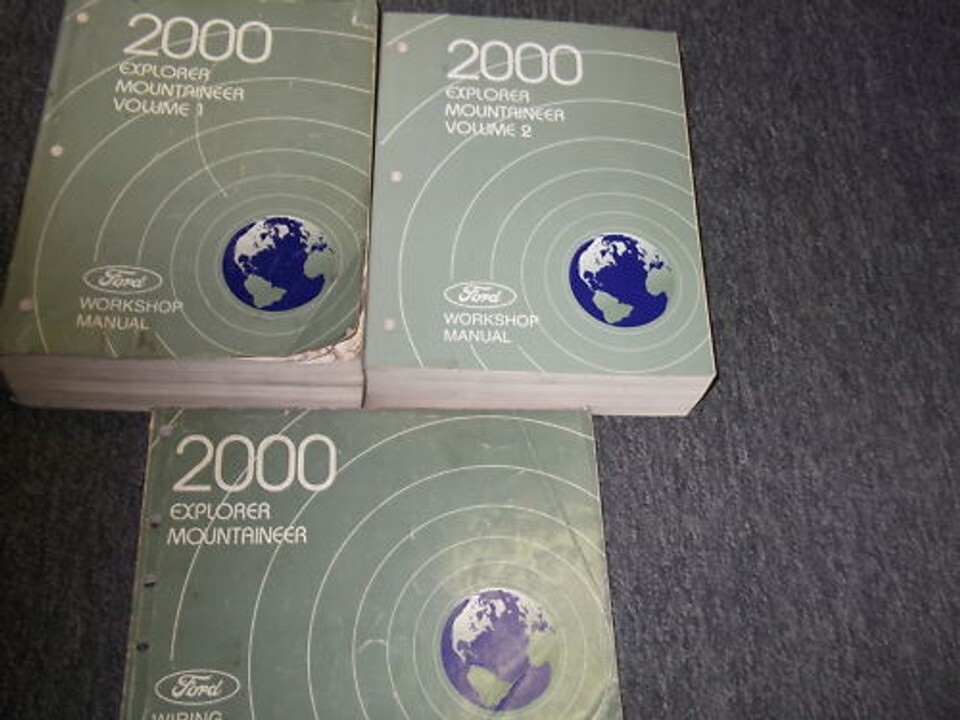 2000
EXPLORER
MOUNTAINEER
VOLUME 1
Ford
WORKSHOP
MANUAL
2000
EXPLORER
MOUNTAINEER
VOLUME 2
Ford
WORKSHOP
MANUAL
2000
EXPLORER
MOUNTAINEER
Ford
WIRING